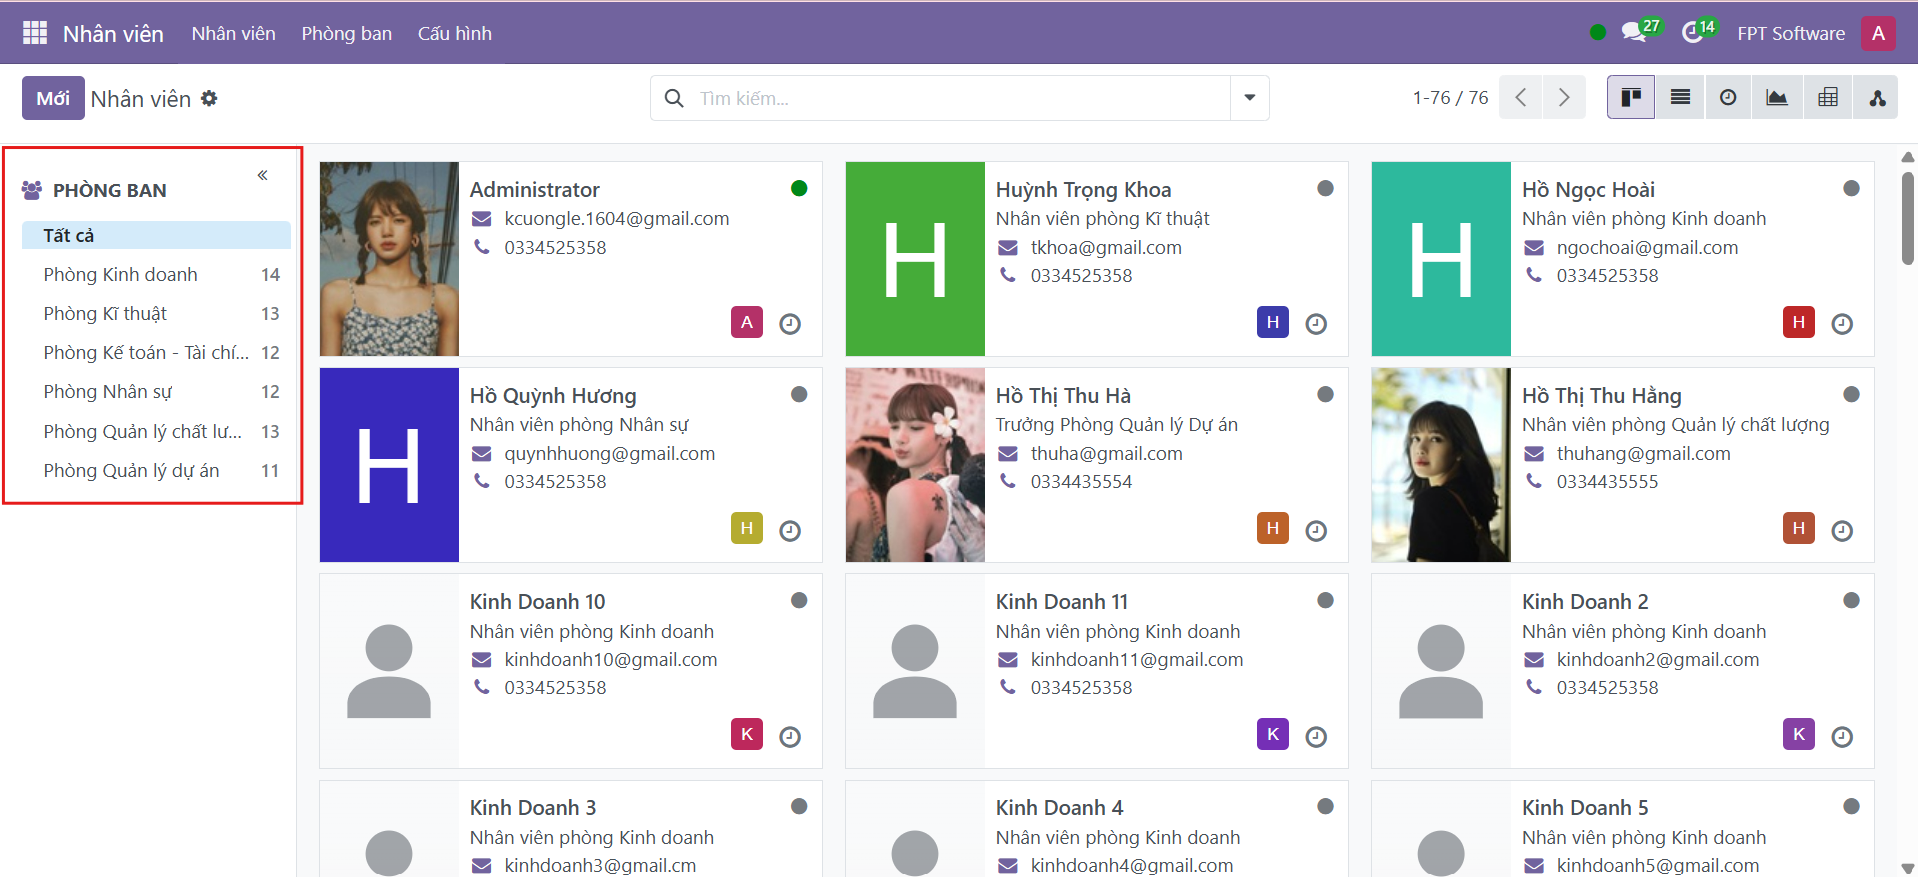 Nhân viên Nhân viên Phòng ban Cấu hình 27 14 FPT Software A
Mới Nhân viên Tìm kiếm... 1-76 / 76
«
PHÒNG BAN
Tất cả
Phòng Kinh doanh 14
Phòng Kĩ thuật 13
Phòng Kế toán - Tài chí... 12
Phòng Nhân sự 12
Phòng Quản lý chất lư... 13
Phòng Quản lý dự án 11
Administrator
kcuongle.1604@gmail.com
0334525358
A
H
Huỳnh Trọng Khoa
Nhân viên phòng Kĩ thuật
tkhoa@gmail.com
0334525358
H
H
Hồ Ngọc Hoài
Nhân viên phòng Kinh doanh
ngochoai@gmail.com
0334525358
H
H
Hồ Quỳnh Hương
Nhân viên phòng Nhân sự
quynhhuong@gmail.com
0334525358
H
Hồ Thị Thu Hà
Trưởng Phòng Quản lý Dự án
thuha@gmail.com
0334435554
H
Hồ Thị Thu Hằng
Nhân viên phòng Quản lý chất lượng
thuhang@gmail.com
0334435555
H
Kinh Doanh 10
Nhân viên phòng Kinh doanh
kinhdoanh10@gmail.com
0334525358
K
Kinh Doanh 11
Nhân viên phòng Kinh doanh
kinhdoanh11@gmail.com
0334525358
K
Kinh Doanh 2
Nhân viên phòng Kinh doanh
kinhdoanh2@gmail.com
0334525358
K
Kinh Doanh 3
Nhân viên phòng Kinh doanh
kinhdoanh3@gmail.cm
Kinh Doanh 4
Nhân viên phòng Kinh doanh
kinhdoanh4@gmail.com
Kinh Doanh 5
Nhân viên phòng Kinh doanh
kinhdoanh5@gmail.com